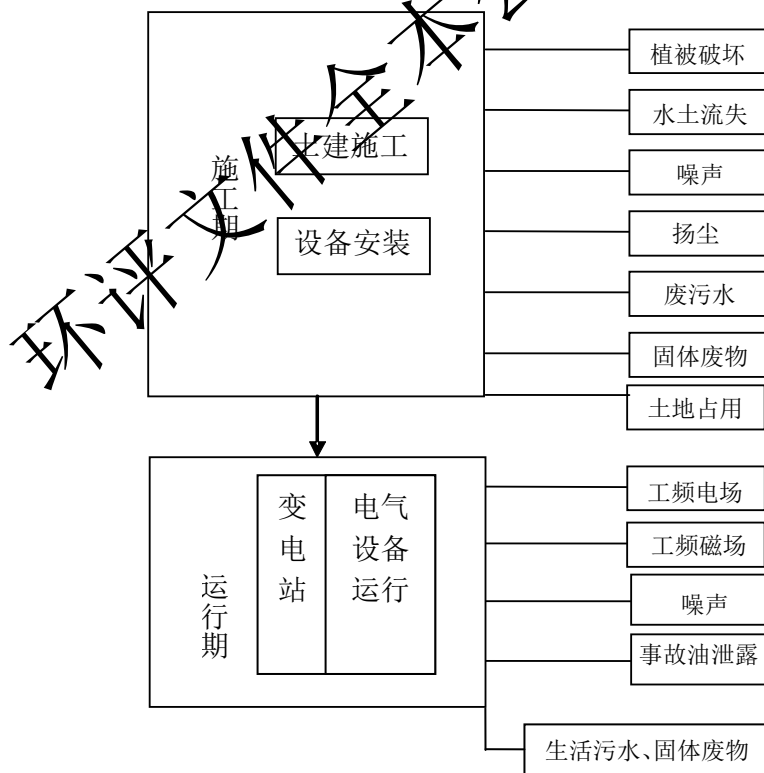 植被破坏
水土流失
噪声
扬尘
废污水
固体废物
土地占用
施工期
土建施工
设备安装
环评文件全本
运行期
变电站
电气
设备
运行
工频电场
工频磁场
噪声
事故油泄露
生活污水、固体废物